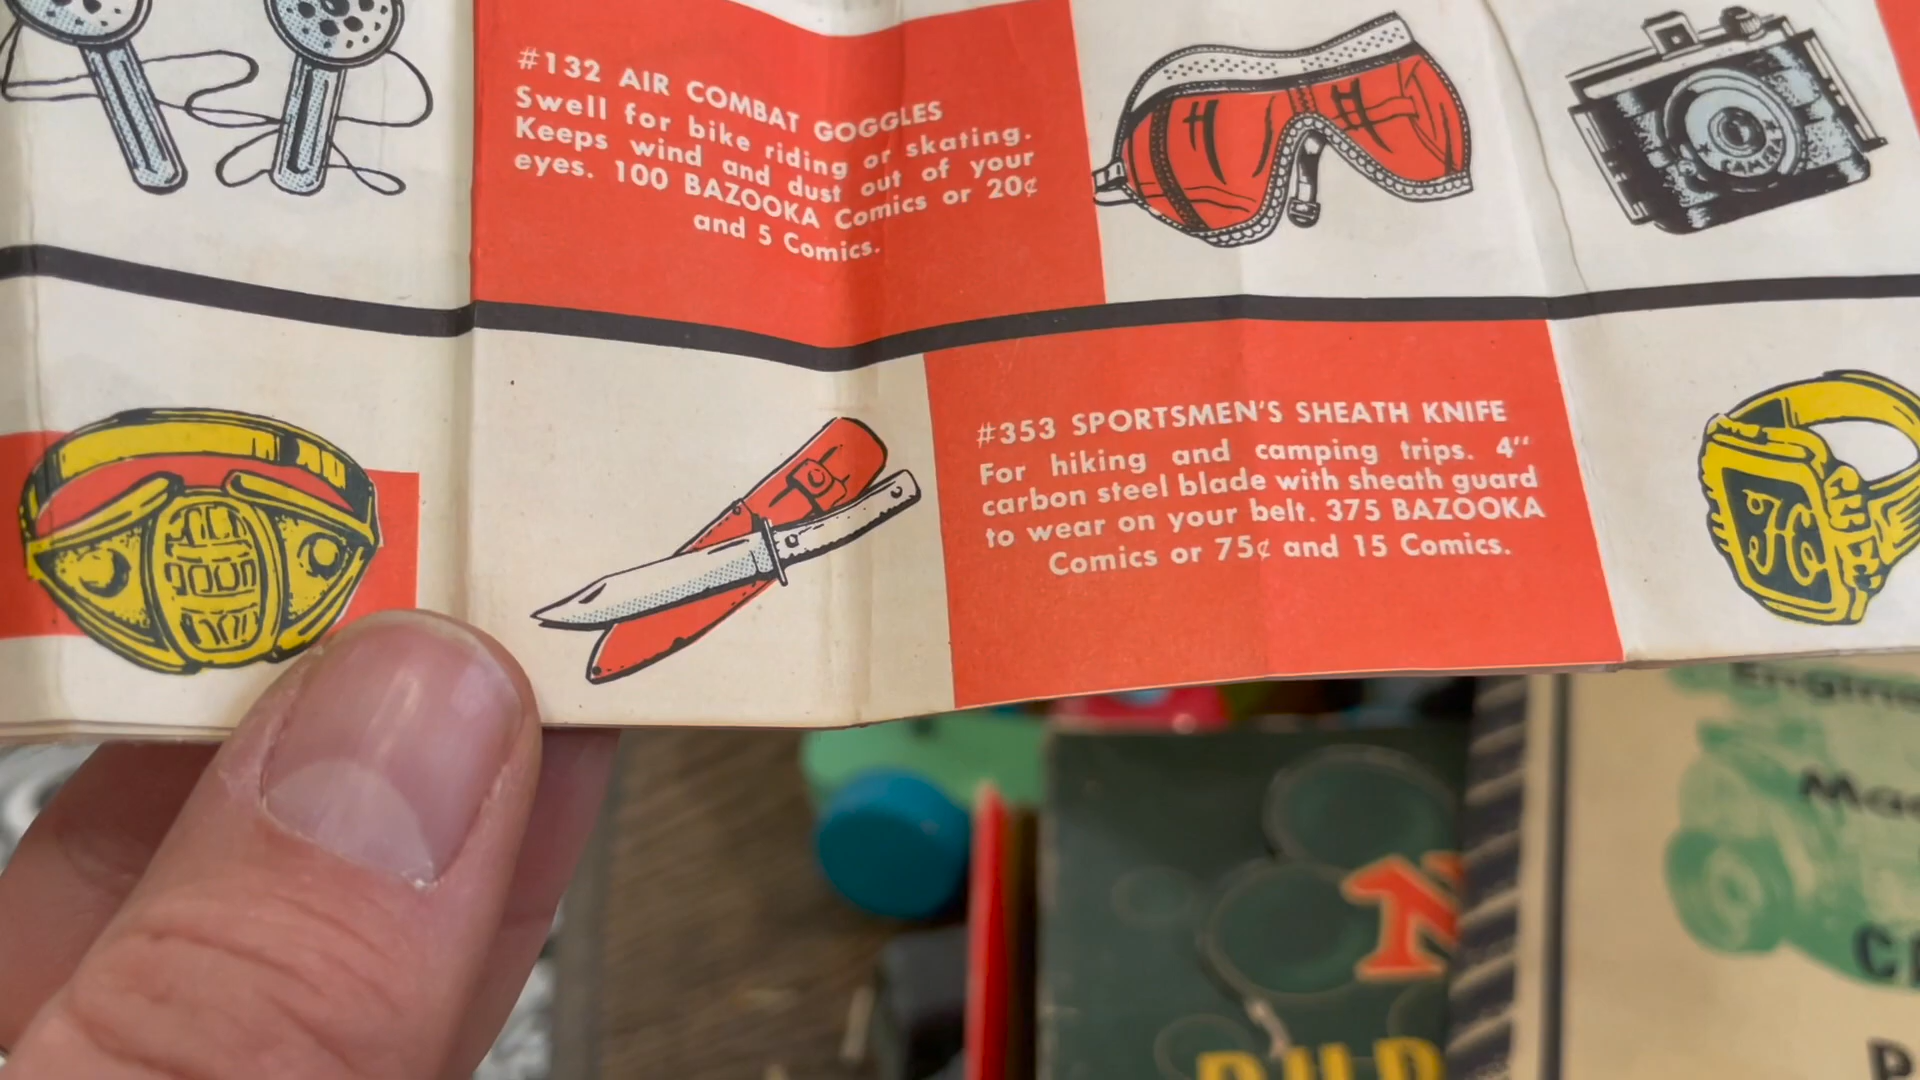 #132 AIR COMBAT GOGGLES
Swell for bike riding or skating.
Keeps wind and dust out of your
eyes. 100 BAZOOKA Comics or 20¢
and 5 Comics.
CAMERA
#353 SPORTSMEN'S SHEATH KNIFE
For hiking and camping trips. 4"
carbon steel blade with sheath guard
to wear on your belt. 375 BAZOOKA
Comics or 75¢ and 15 Comics.